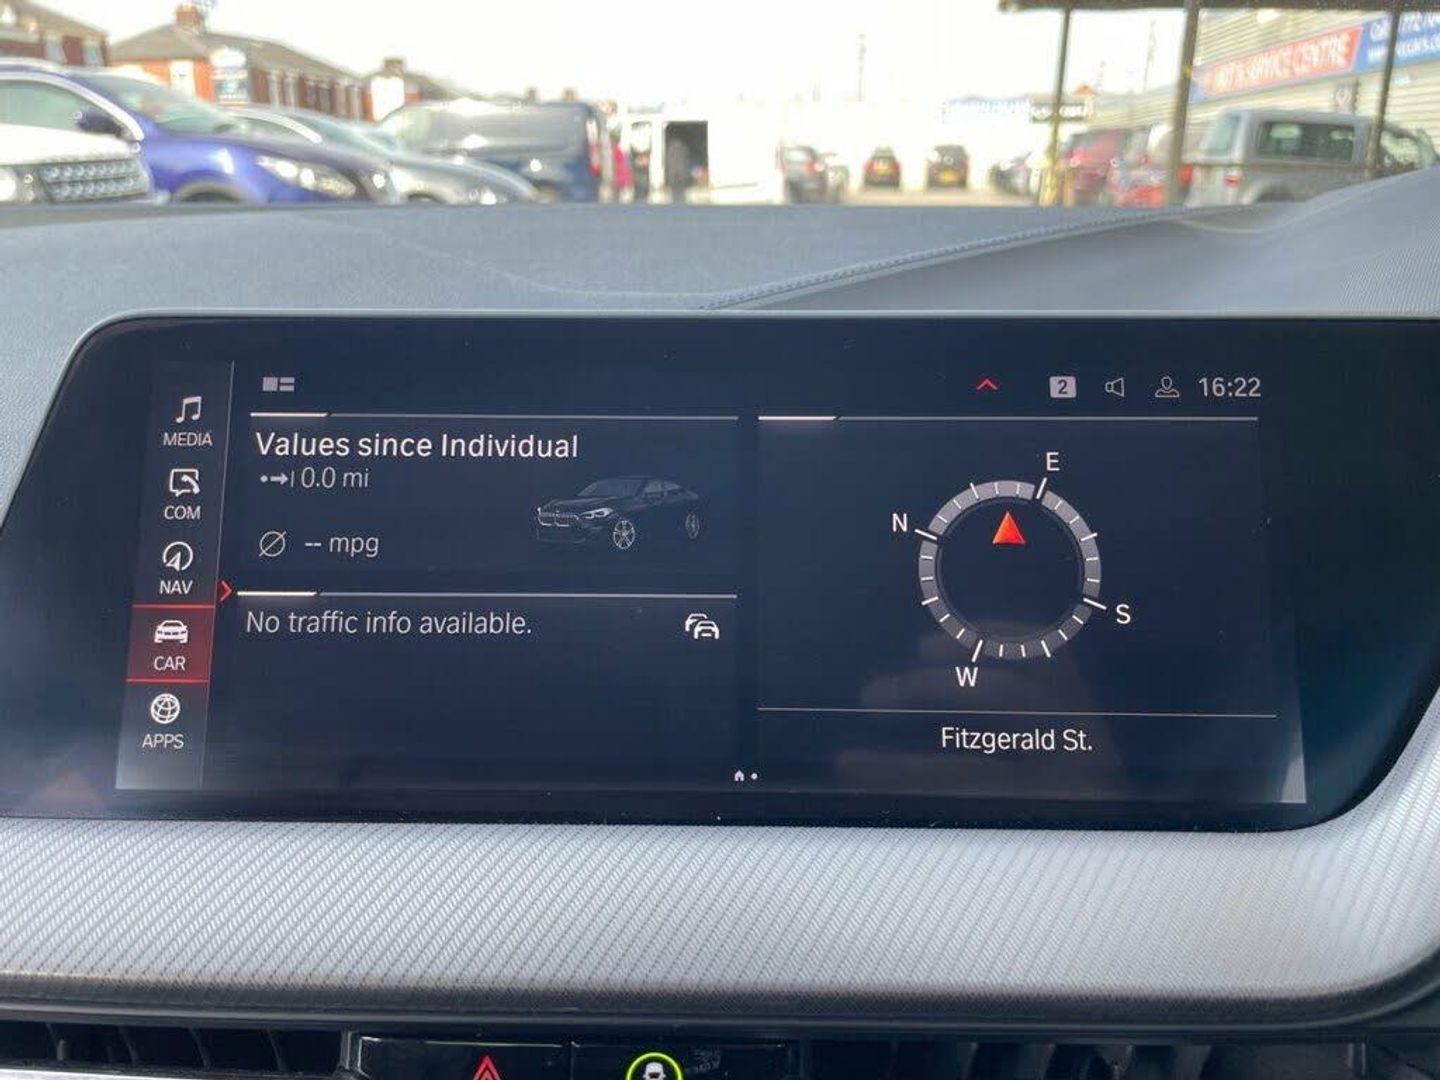 MOT & SERVICE CENTRE
2
16:22
MEDIA
COM
NAV
CAR
APPS
Values since Individual
0.0 mi
-- mpg
No traffic info available.
E
N
S
W
Fitzgerald St.